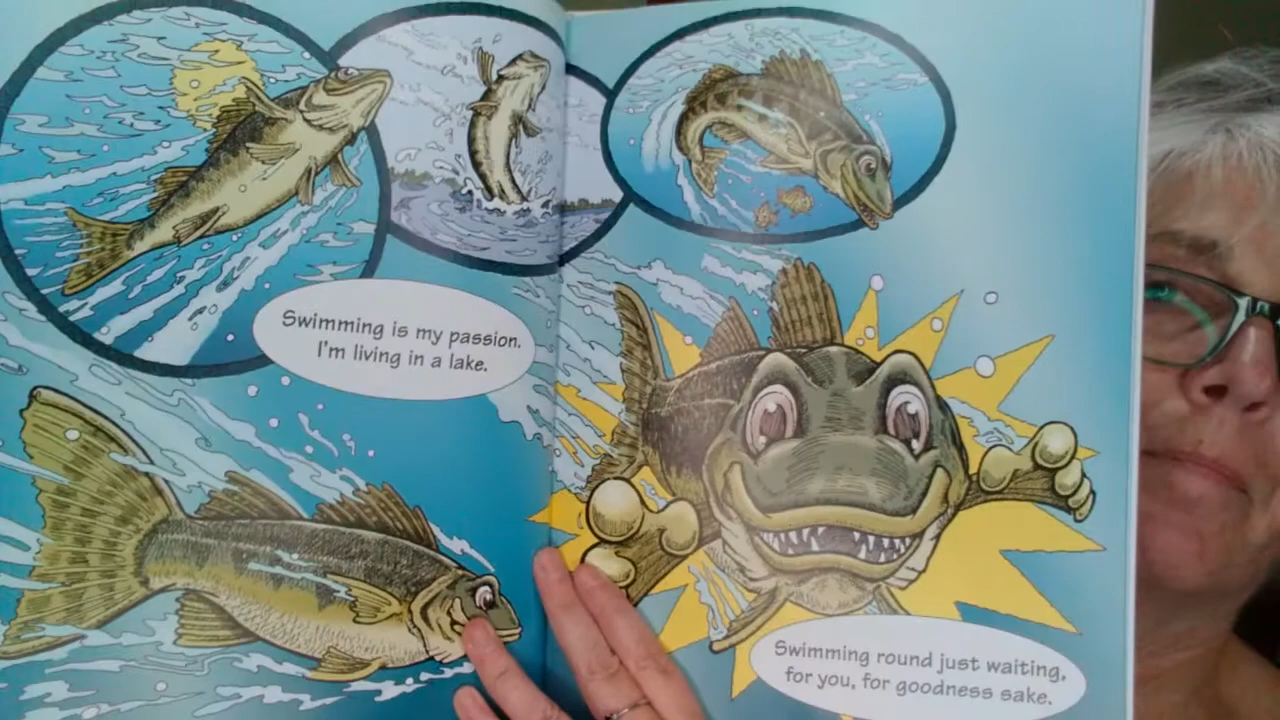 Swimming is my passion.
I'm living in a lake.
Swimming round just waiting,
for you, for goodness sake.